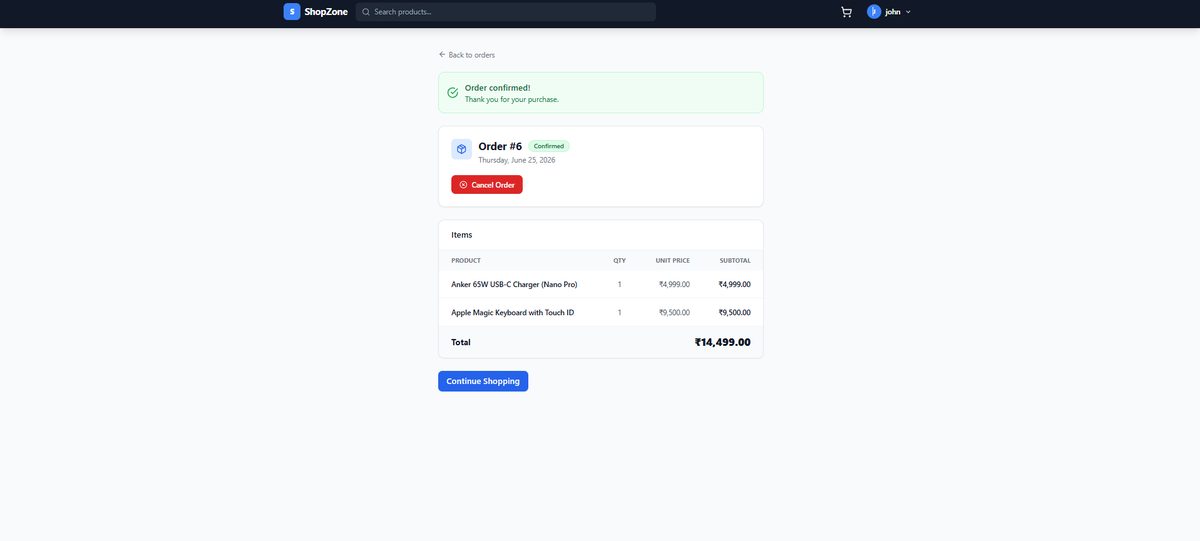 S ShopZone Search products... john
Back to orders
Order confirmed!
Thank you for your purchase.
Order #6 Confirmed
Thursday, June 25, 2026
Cancel Order
Items
PRODUCT QTY UNIT PRICE SUBTOTAL
Anker 65W USB-C Charger (Nano Pro) 1 ₹4,999.00 ₹4,999.00
Apple Magic Keyboard with Touch ID 1 ₹9,500.00 ₹9,500.00
Total ₹14,499.00
Continue Shopping